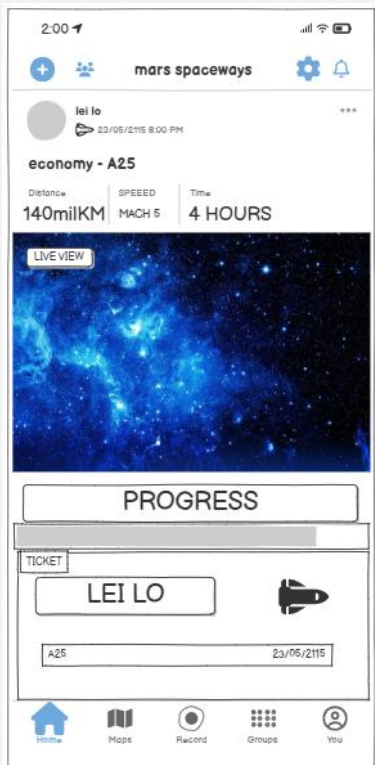 2:00
mars spaceways
lei lo
23/05/2115 8:00 PM
economy - A25
Distance SPEEED Time
140milKM MACH 5 4 HOURS
LIVE VIEW
PROGRESS
TICKET
LEI LO
A25 23/05/2115
Home Maps Record Groups You